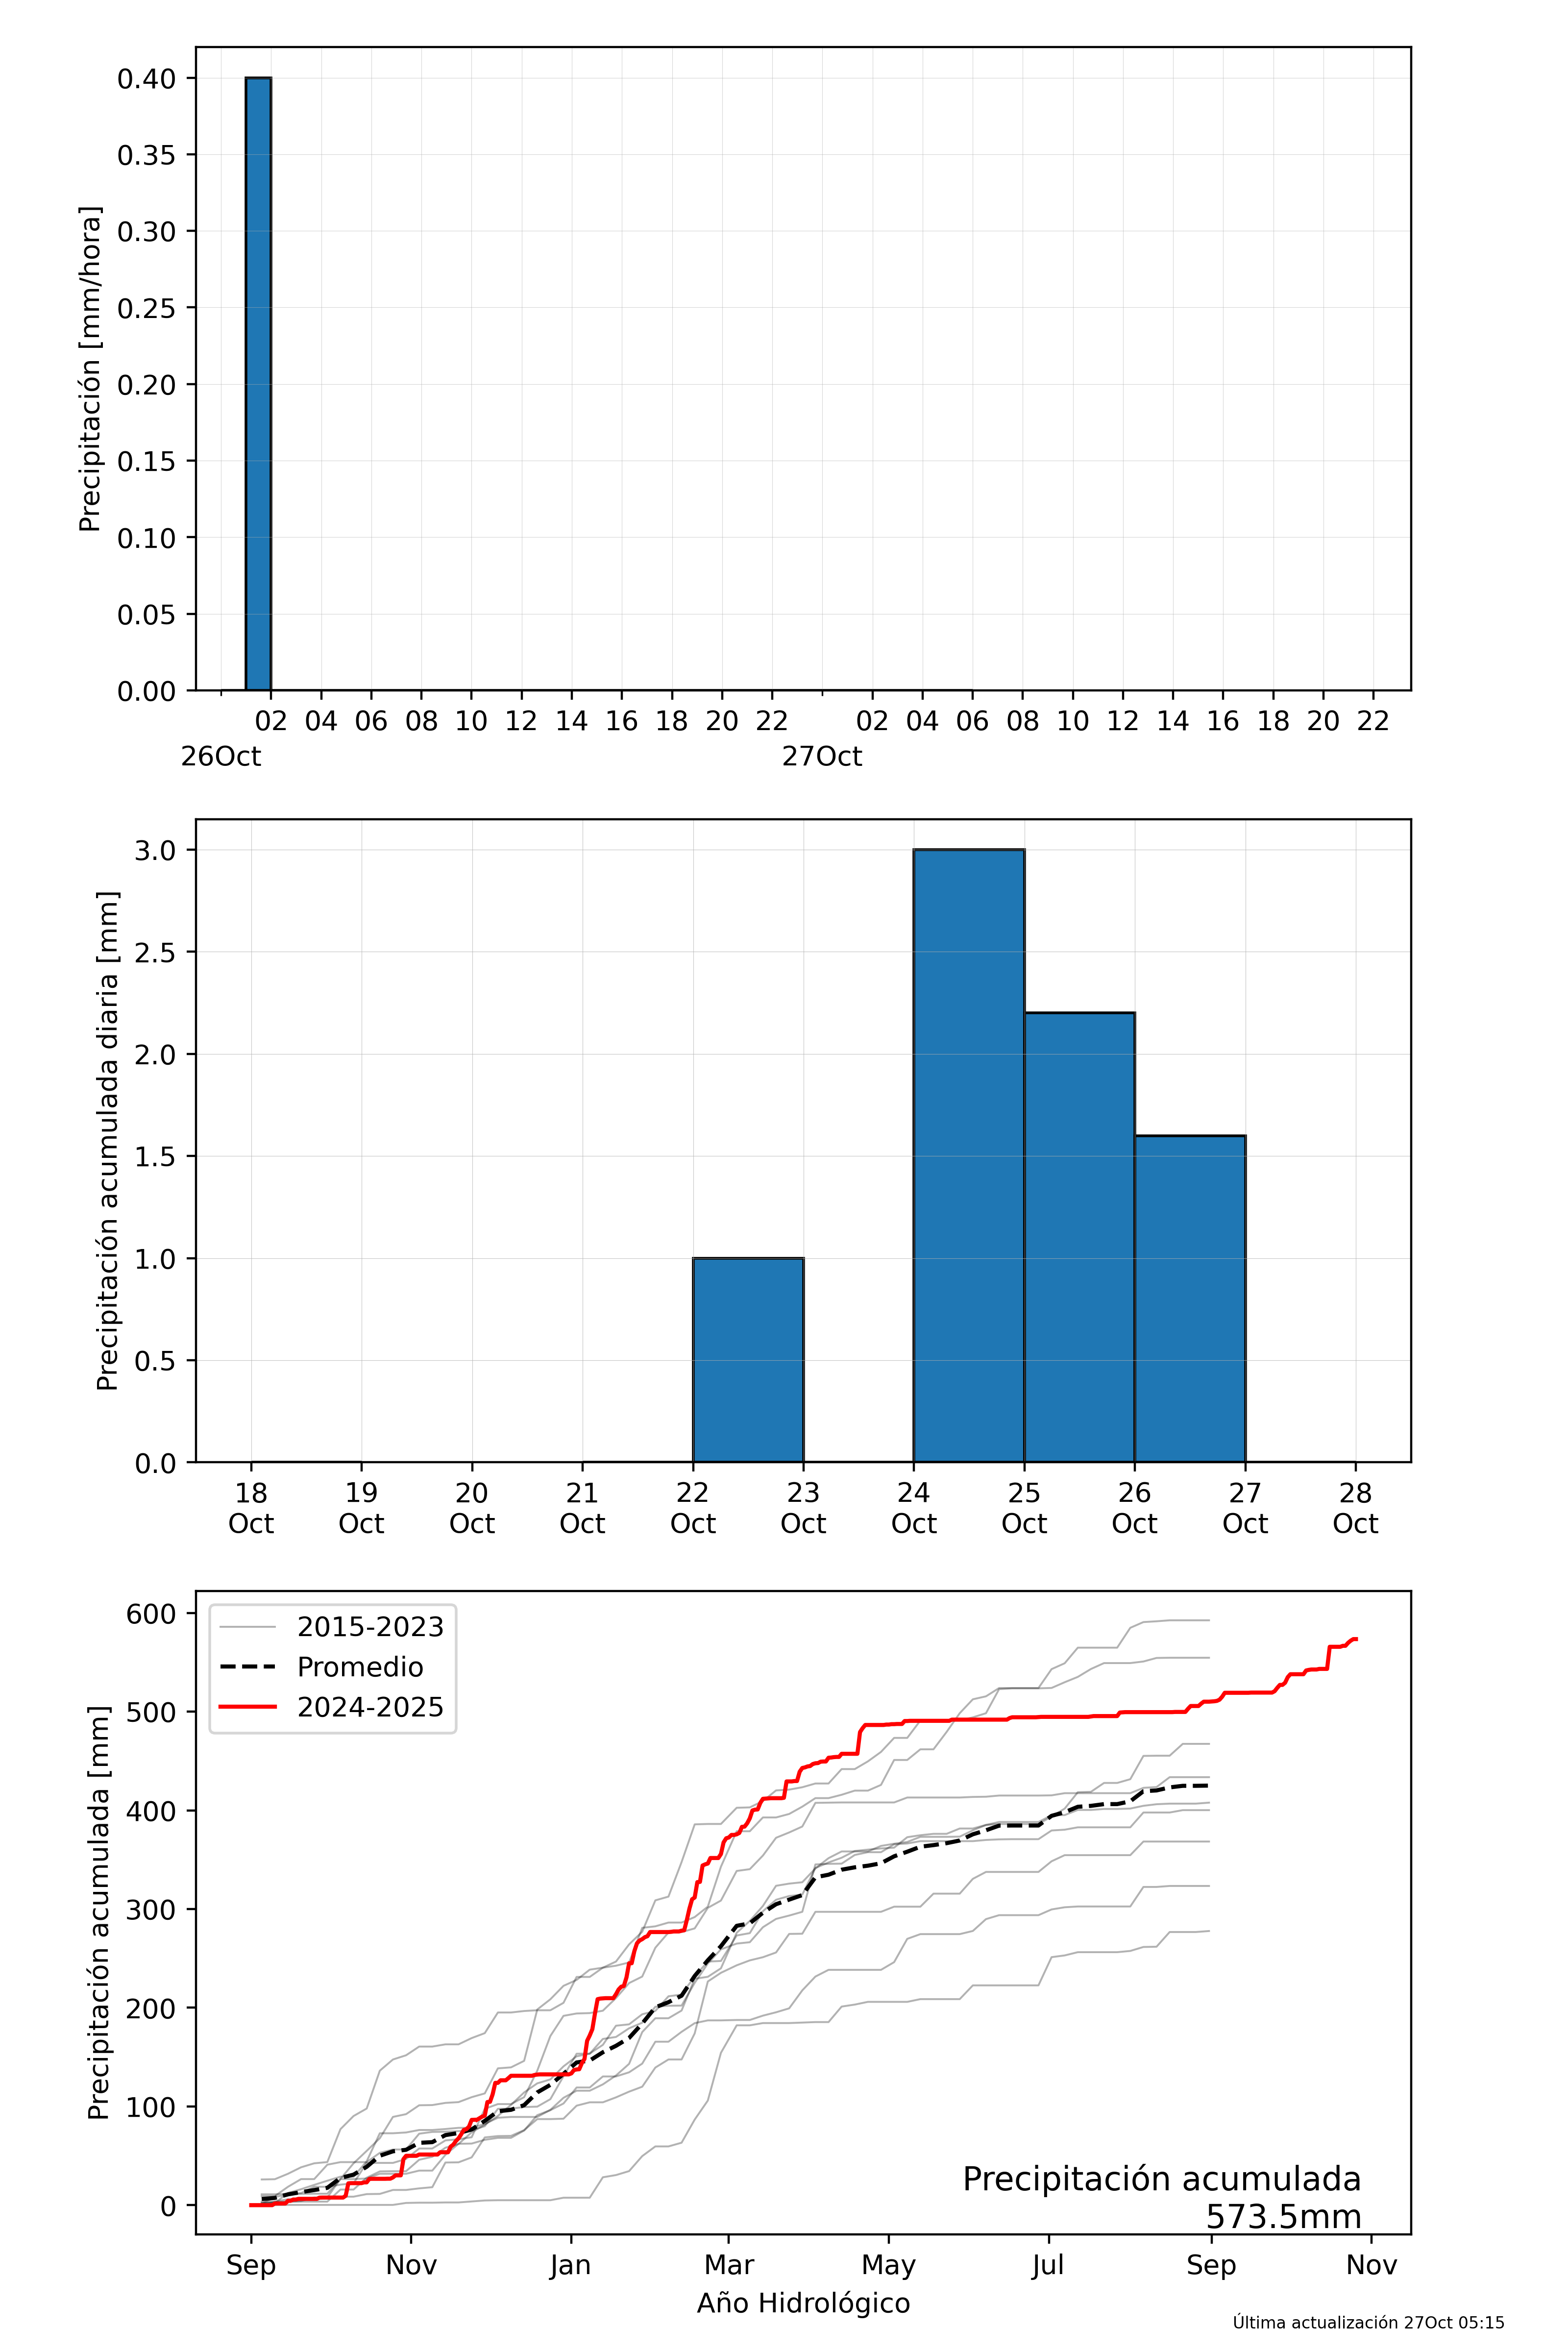 Precipitación [mm/hora]
0.40
0.35
0.30
0.25
0.20
0.15
0.10
0.05
0.00
02 04 06 08 10 12 14 16 18 20 22 02 04 06 08 10 12 14 16 18 20 22
26Oct 27Oct
Precipitación acumulada diaria [mm]
3.0
2.5
2.0
1.5
1.0
0.5
0.0
18 19 20 21 22 23 24 25 26 27 28
Oct Oct Oct Oct Oct Oct Oct Oct Oct Oct Oct
Precipitación acumulada [mm]
600
500
400
300
200
100
0
2015-2023
Promedio
2024-2025
Precipitación acumulada
573.5mm
Sep Nov Jan Mar May Jul Sep Nov
Año Hidrológico
Última actualización 27Oct 05:15